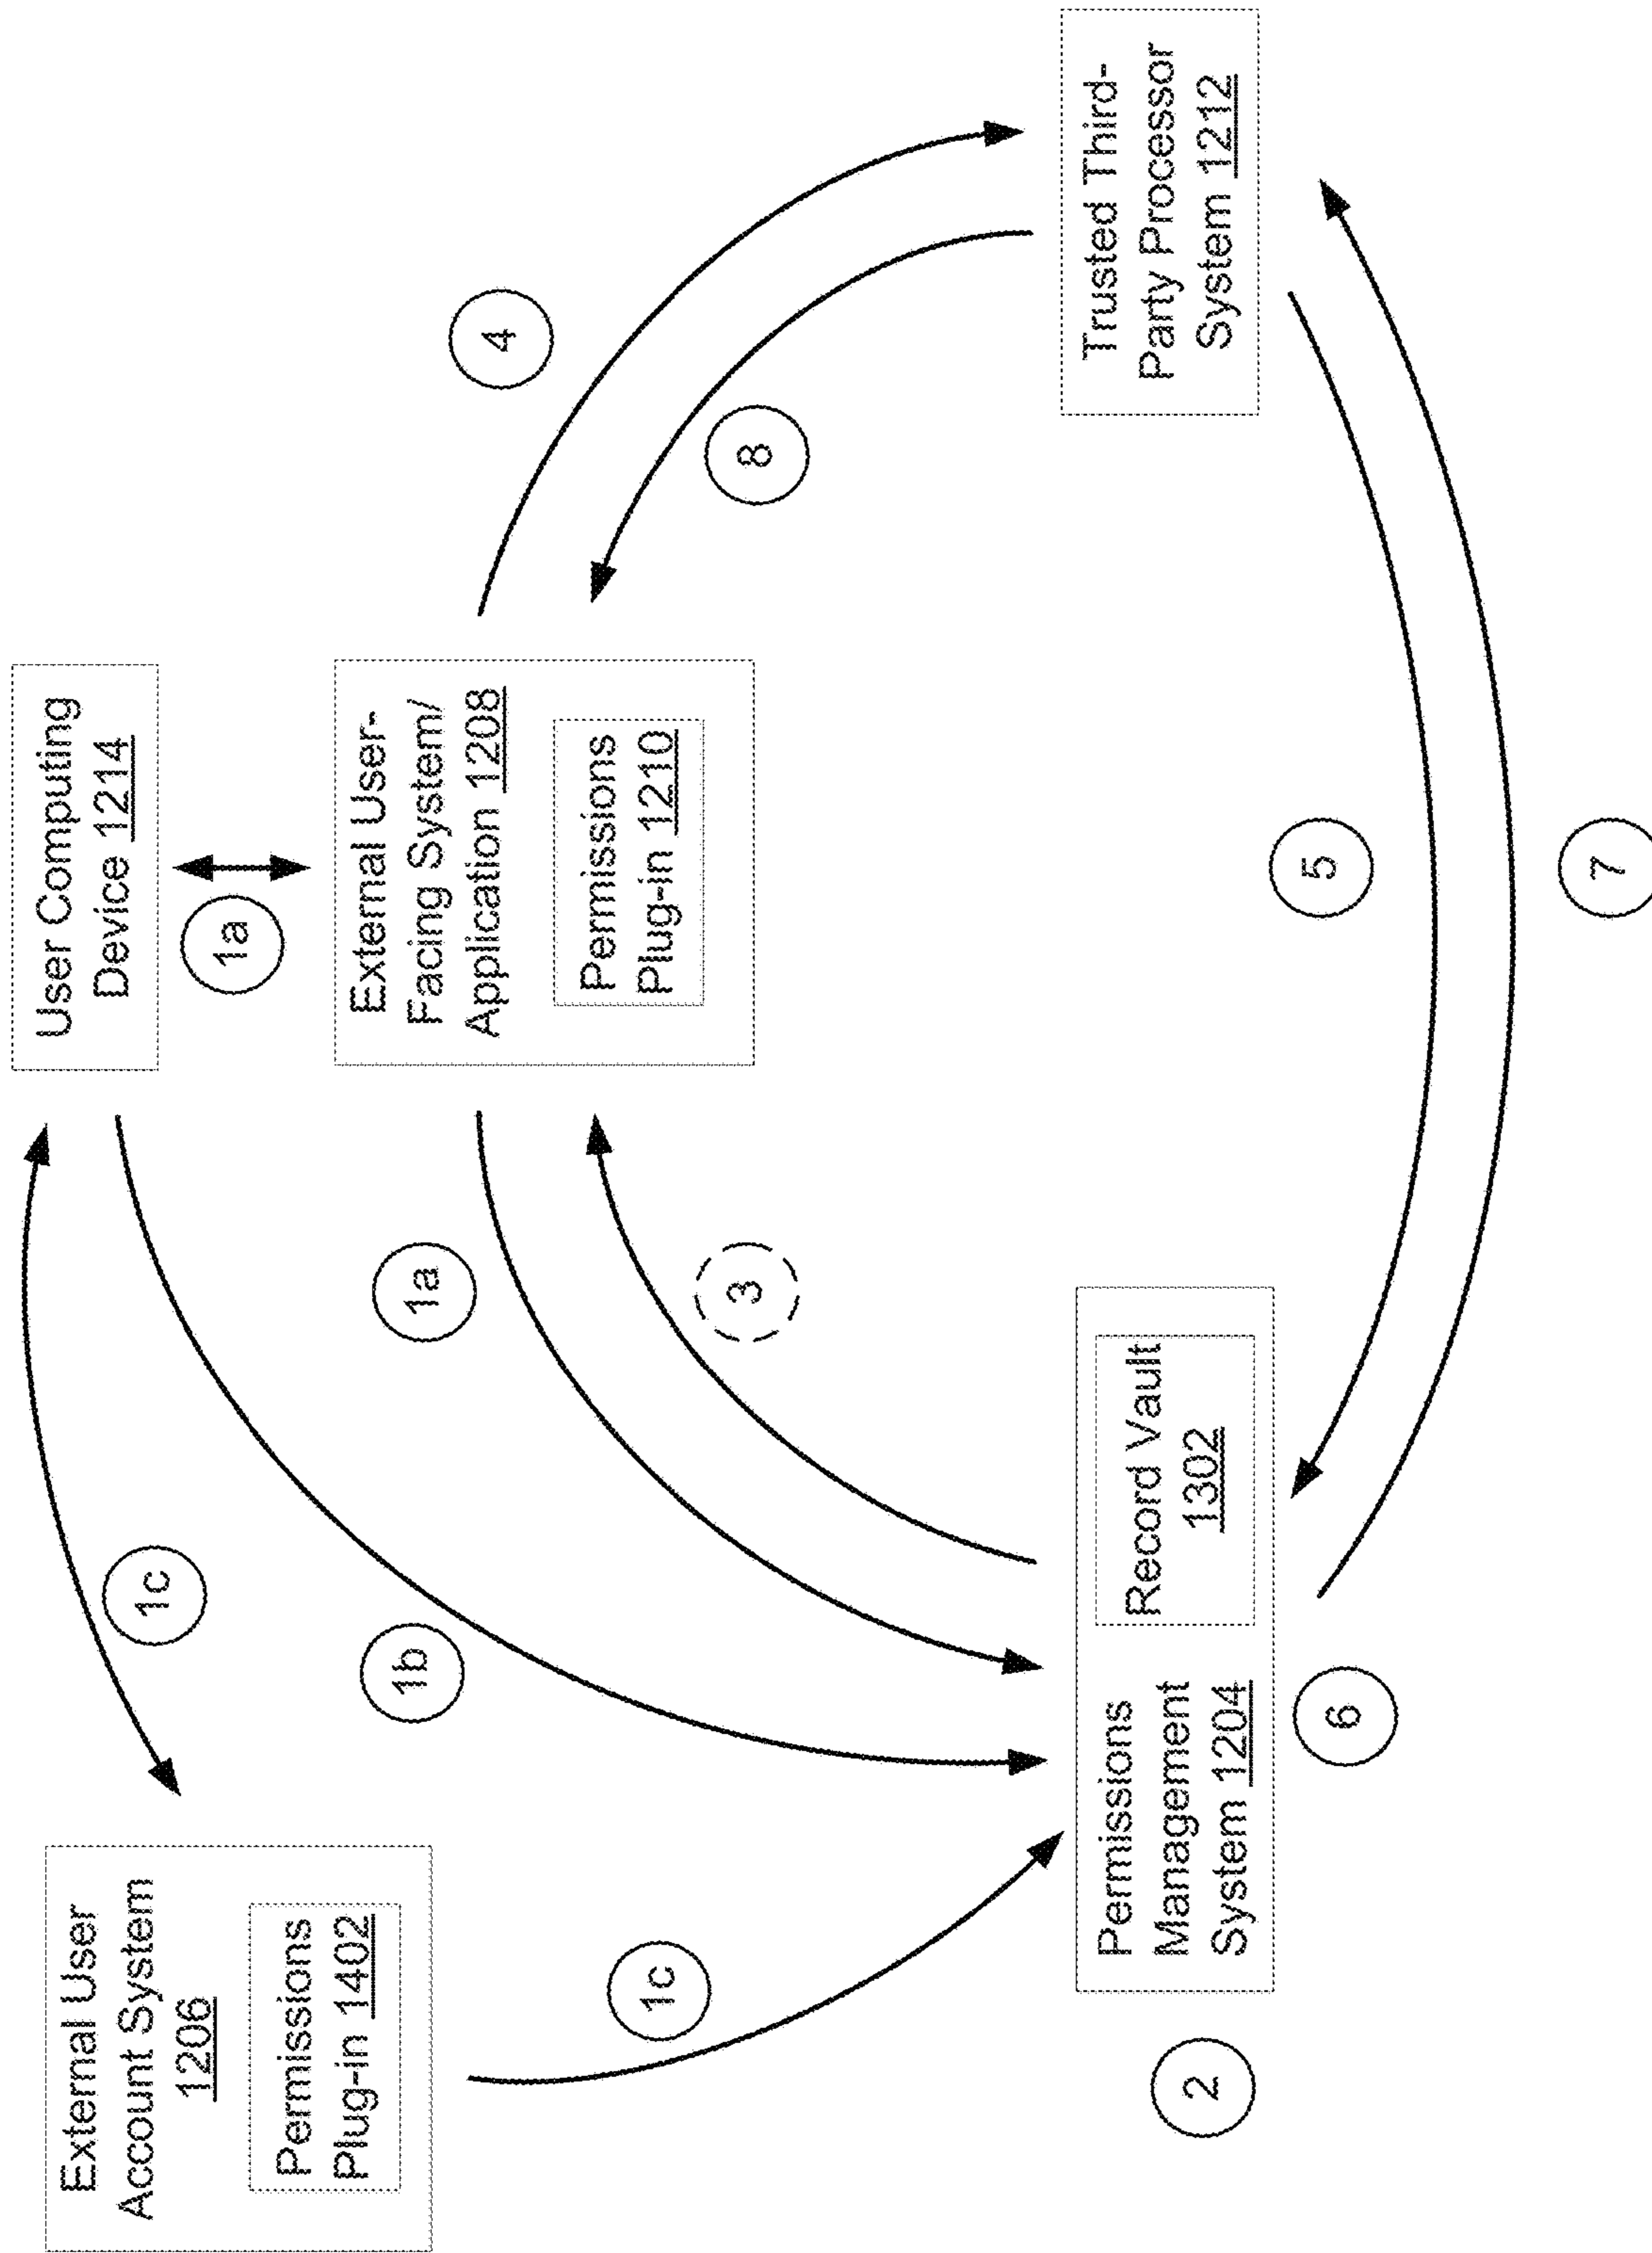 User Computing
Device 1214
1a
External User-
Facing System/
Application 1208
Permissions
Plug-in 1210
External User
Account System
1206
Permissions
Plug-in 1402
1c
1b
1a
1c
3
4
8
Permissions
Management
System 1204
Record Vault
1302
Trusted Third-
Party Processor
System 1212
2
6
5
7